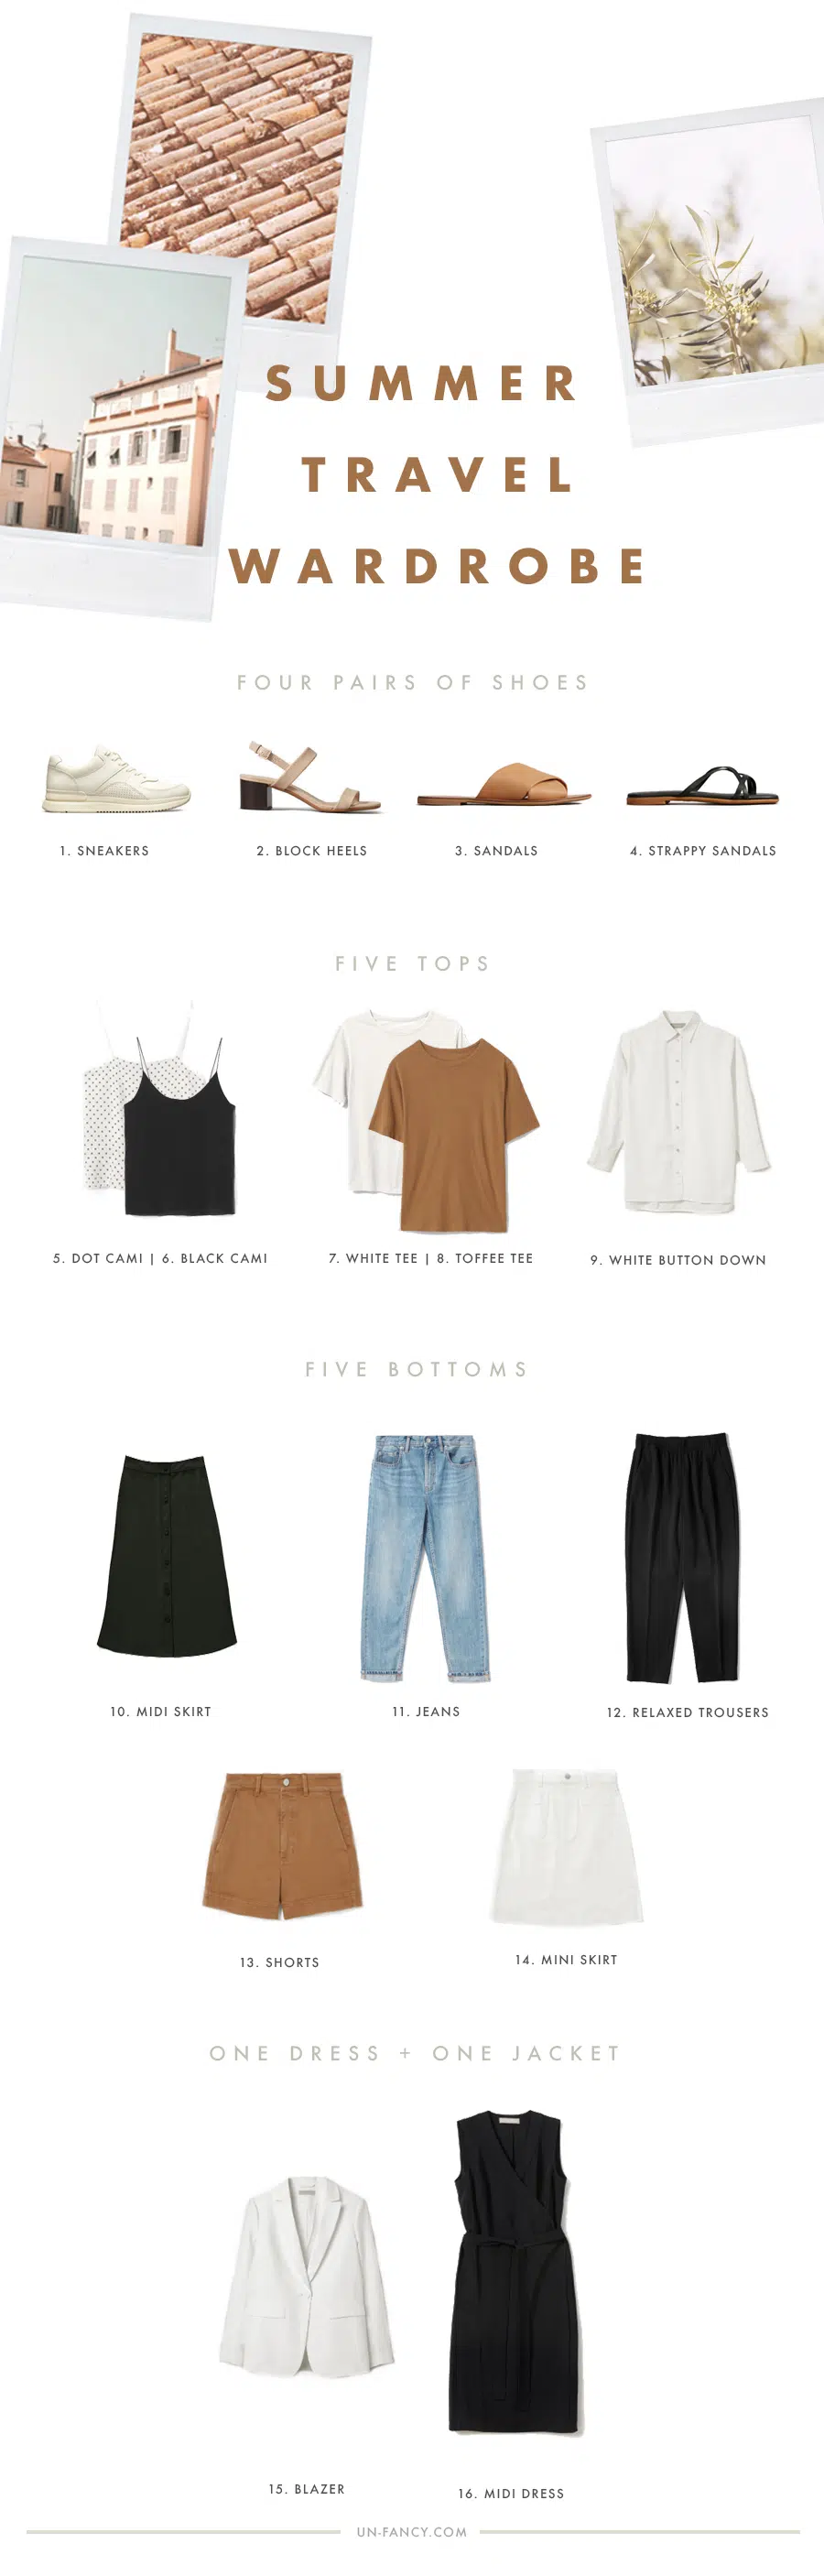 SUMMER
TRAVEL
WARDROBE
FOUR PAIRS OF SHOES
1. SNEAKERS
2. BLOCK HEELS
3. SANDALS
4. STRAPPY SANDALS
FIVE TOPS
5. DOT CAMI | 6. BLACK CAMI
7. WHITE TEE | 8. TOFFEE TEE
9. WHITE BUTTON DOWN
FIVE BOTTOMS
10. MIDI SKIRT
11. JEANS
12. RELAXED TROUSERS
13. SHORTS
14. MINI SKIRT
ONE DRESS + ONE JACKET
15. BLAZER
16. MIDI DRESS
UN-FANCY.COM